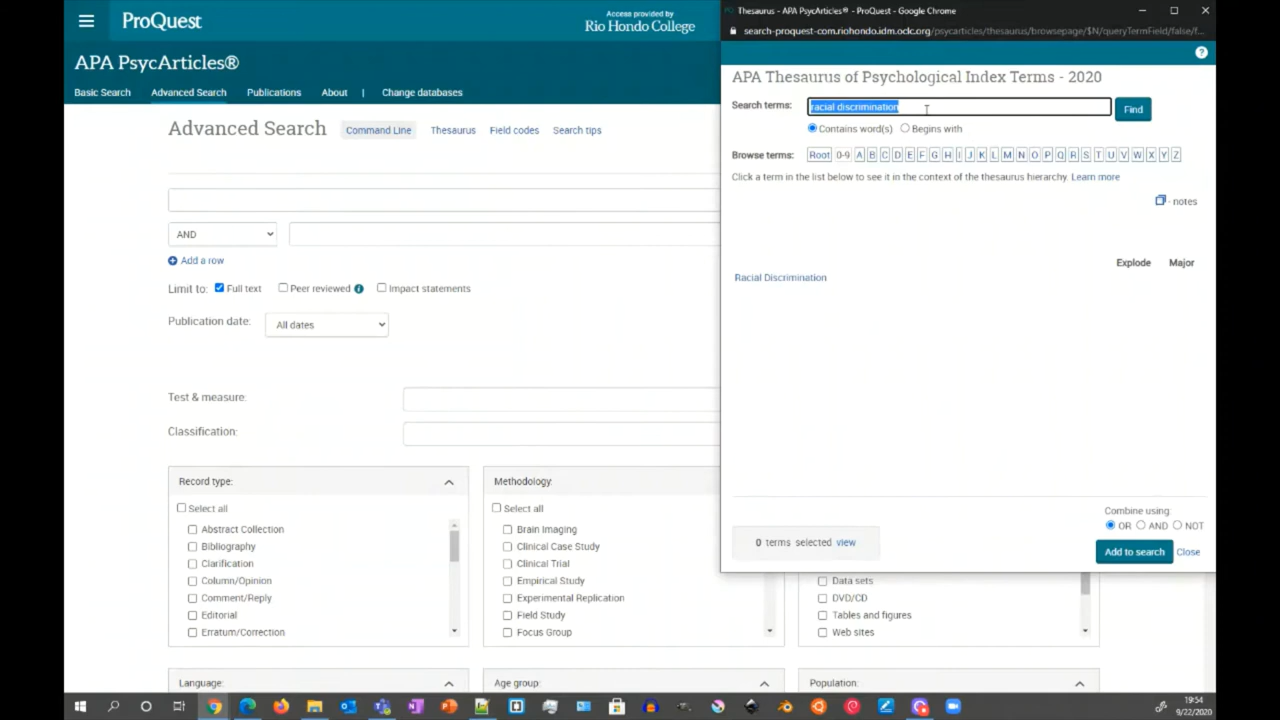 ProQuest
Access provided by
Rio Hondo College
APA PsycArticles®
Basic Search Advanced Search Publications About | Change databases
Advanced Search Command Line Thesaurus Field codes Search tips
AND
Add a row
Limit to: Full text Peer reviewed Impact statements
Publication date: All dates
Test & measure:
Classification:
Record type:
Select all
Abstract Collection
Bibliography
Clarification
Column/Opinion
Comment/Reply
Editorial
Erratum/Correction
Methodology:
Select all
Brain Imaging
Clinical Case Study
Clinical Trial
Empirical Study
Experimental Replication
Field Study
Focus Group
Data sets
DVD/CD
Tables and figures
Web sites
Language:
Age group:
Population:
Thesaurus - APA PsycArticles® - ProQuest - Google Chrome
search-proquest-com.riohondo.idm.oclc.org/psycarticles/thesaurus/browsepage/$N/queryTermField/false/f...
APA Thesaurus of Psychological Index Terms - 2020
Search terms: racial discrimination Find
Contains word(s) Begins with
Browse terms: Root 0-9 A B C D E F G H I J K L M N O P Q R S T U V W X Y Z
Click a term in the list below to see it in the context of the thesaurus hierarchy. Learn more
- notes
Explode Major
Racial Discrimination
Combine using:
OR AND NOT
0 terms selected view
Add to search Close
19:54
9/22/2020